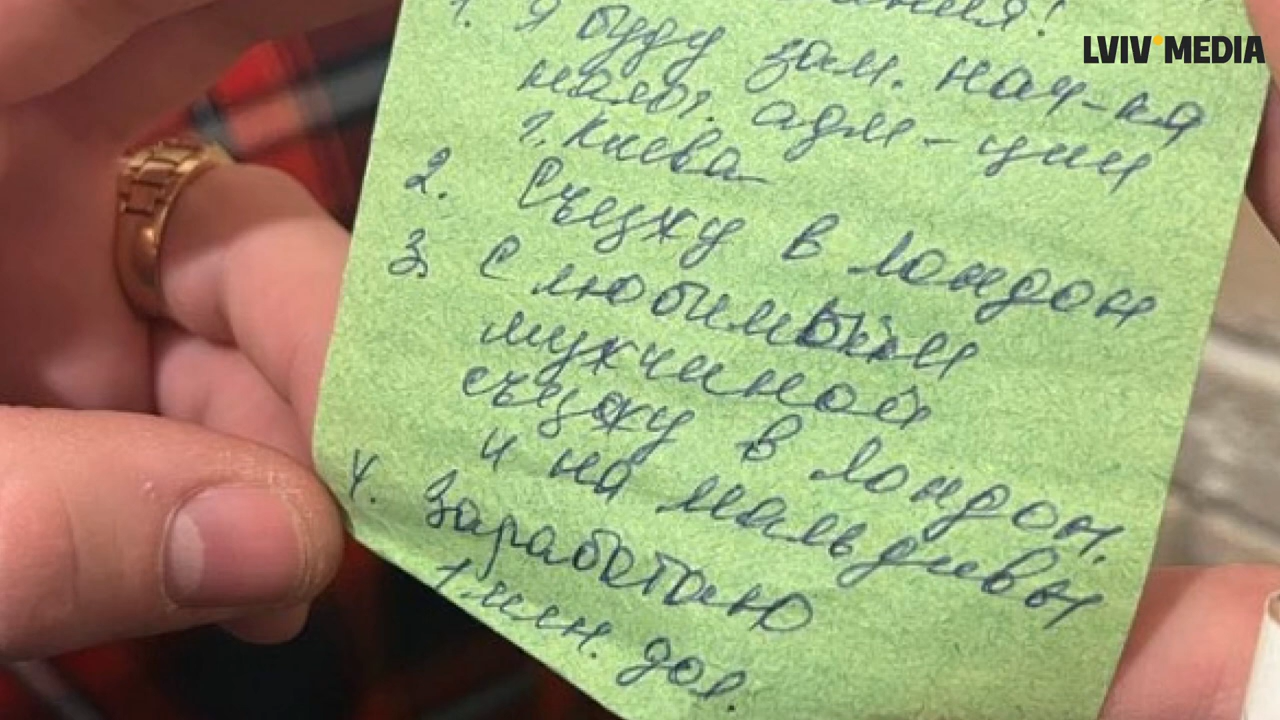 LVIV MEDIA
1. Я буду зам. нач-ка
налог. адм-ции
г. Киева
2. Съезжу в лондон
3. С любимым
мужчиной
съезжу в лондон.
и на мальдивы
4. Заработаю
1 млн. дол.